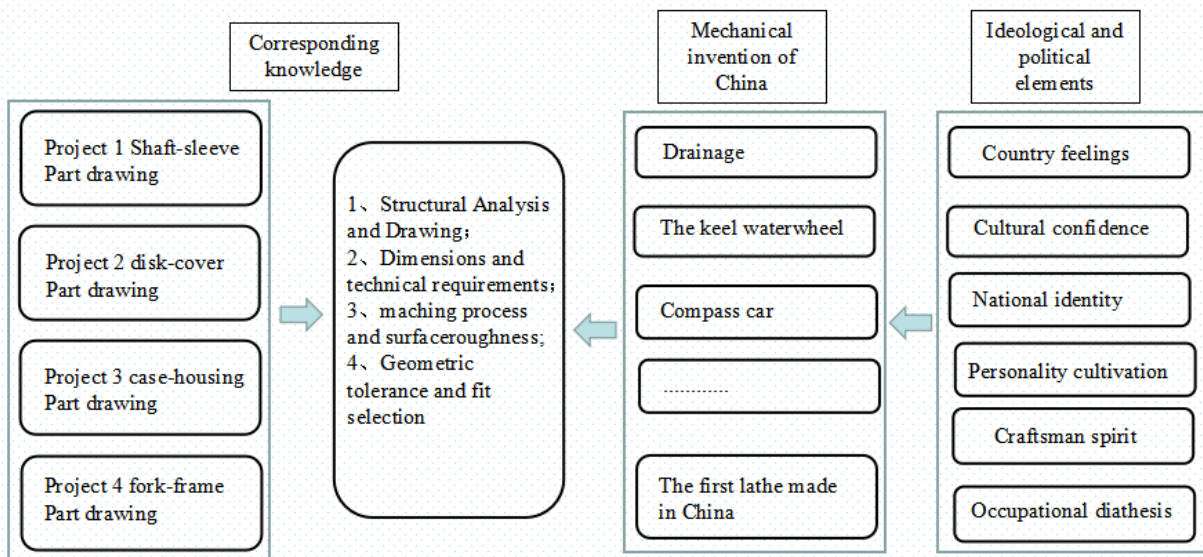 Corresponding
knowledge
Project 1 Shaft-sleeve
Part drawing
Project 2 disk-cover
Part drawing
Project 3 case-housing
Part drawing
Project 4 fork-frame
Part drawing
1、Structural Analysis
and Drawing；
2、Dimensions and
technical requirements；
3、maching process
and surfaceroughness;
4、Geometric
tolerance and fit
selection
Mechanical
invention of
China
Drainage
The keel waterwheel
Compass car
............
The first lathe made
in China
Ideological and
political
elements
Country feelings
Cultural confidence
National identity
Personality cultivation
Craftsman spirit
Occupational diathesis